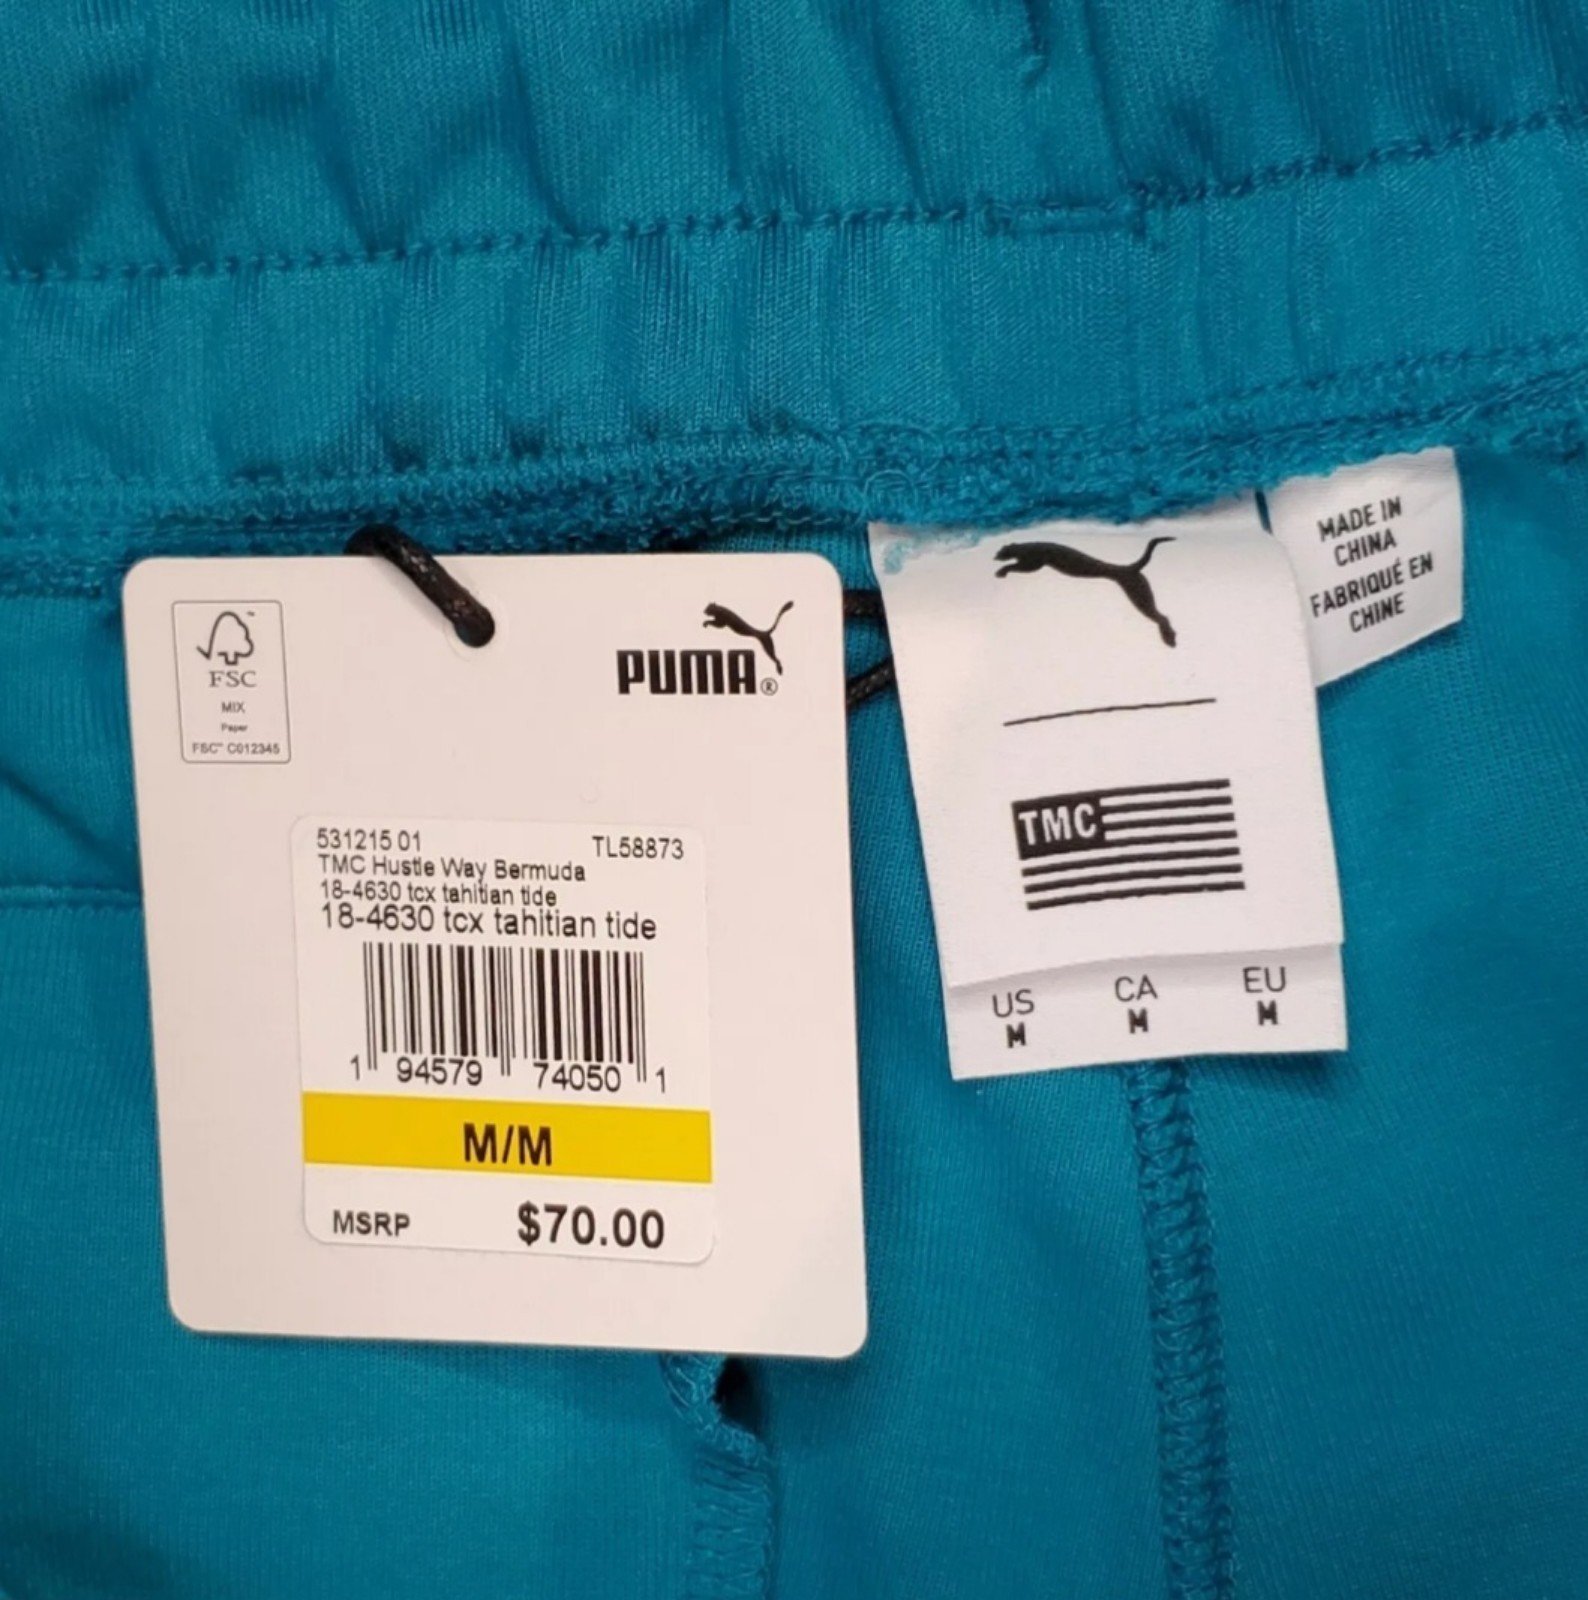 FSC
MIX
Paper
FSC™ C012345
PUMA®
531215 01 TL58873
TMC Hustle Way Bermuda
18-4630 tcx tahitian tide
18-4630 tcx tahitian tide
1 94579 74050 1
M/M
MSRP $70.00
TMC
US CA EU
M M M
MADE IN
CHINA
FABRIQUÉ EN
CHINE